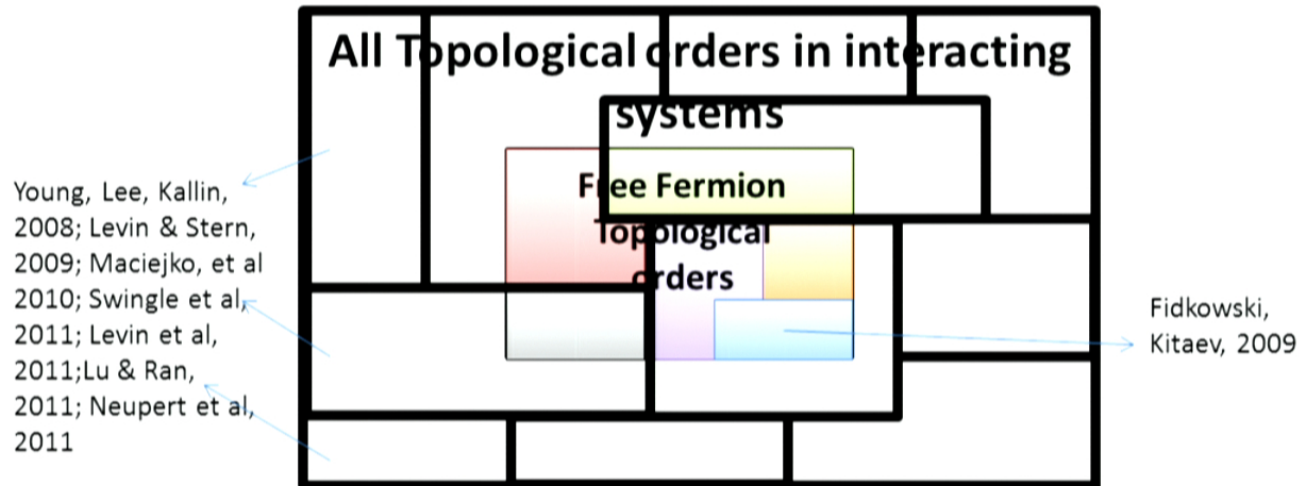 All Topological orders in interacting
systems
Free Fermion
Topological
orders
Young, Lee, Kallin,
2008; Levin & Stern,
2009; Maciejko, et al
2010; Swingle et al,
2011; Levin et al,
2011;Lu & Ran,
2011; Neupert et al,
2011
Fidkowski,
Kitaev, 2009